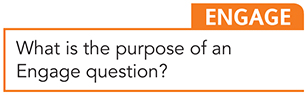 ENGAGE
What is the purpose of an
Engage question?